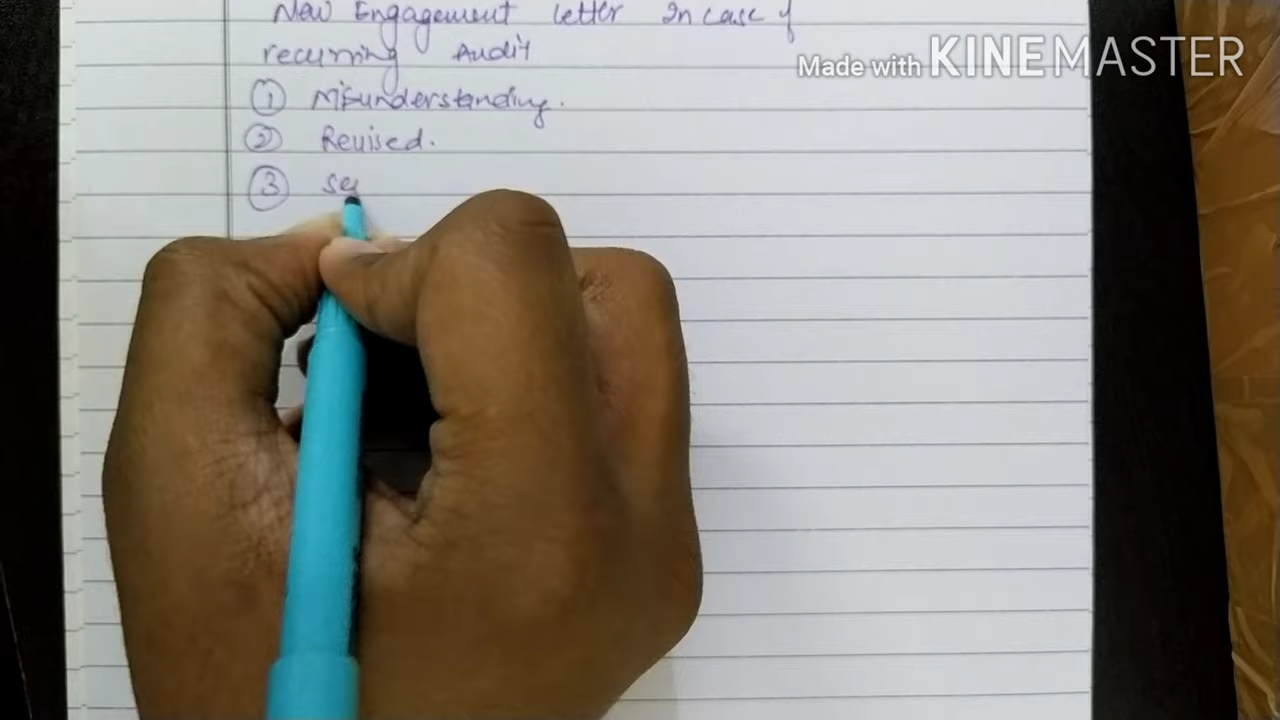 New Engagement letter In case of
recurring Audit
Made with KINEMASTER
① Misunderstanding.
② Revised.
③ Se